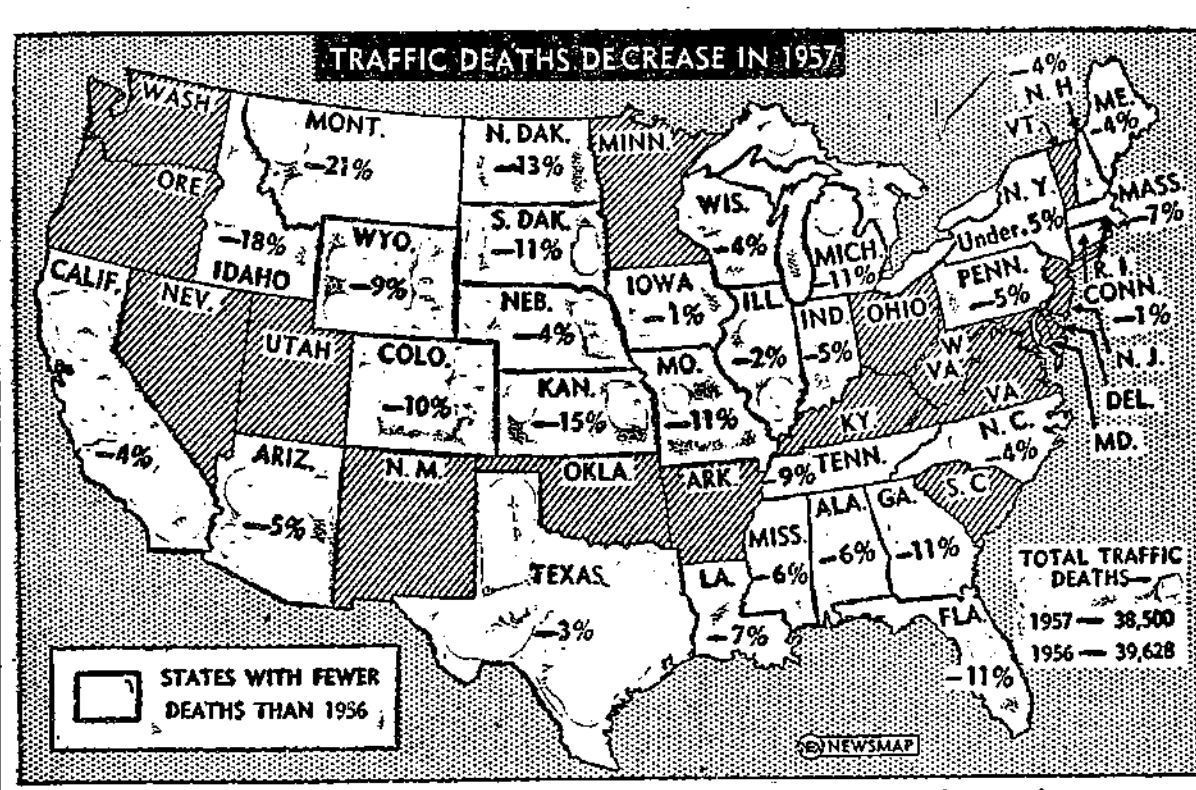 TRAFFIC DEATHS DECREASE IN 1957
WASH.
ORE.
MONT.
–21%
–18%
IDAHO
WYO.
–9%
N. DAK.
–13%
S. DAK.
–11%
NEB.
–4%
KAN.
–15%
COLO.
–10%
UTAH
NEV.
CALIF.
–4%
ARIZ.
–5%
N. M.
OKLA.
TEXAS
–3%
MINN.
IOWA
–1%
MO.
–11%
ARK.
LA.
–7%
WIS.
–4%
ILL.
–2%
MICH.
–11%
IND.
–5%
OHIO
KY.
–9% TENN.
MISS.
–6%
ALA.
–6%
GA.
–11%
FLA.
–11%
S. C.
N. C.
–4%
VA.
W.
VA.
PENN.
–5%
N. Y.
Under.5%
–4%
N. H.
VT.
ME.
–4%
MASS.
–7%
R. I.
CONN.
–1%
N. J.
DEL.
MD.
TOTAL TRAFFIC
DEATHS—
1957 — 38,500
1956 — 39,628
STATES WITH FEWER
DEATHS THAN 1956
NEWSMAP